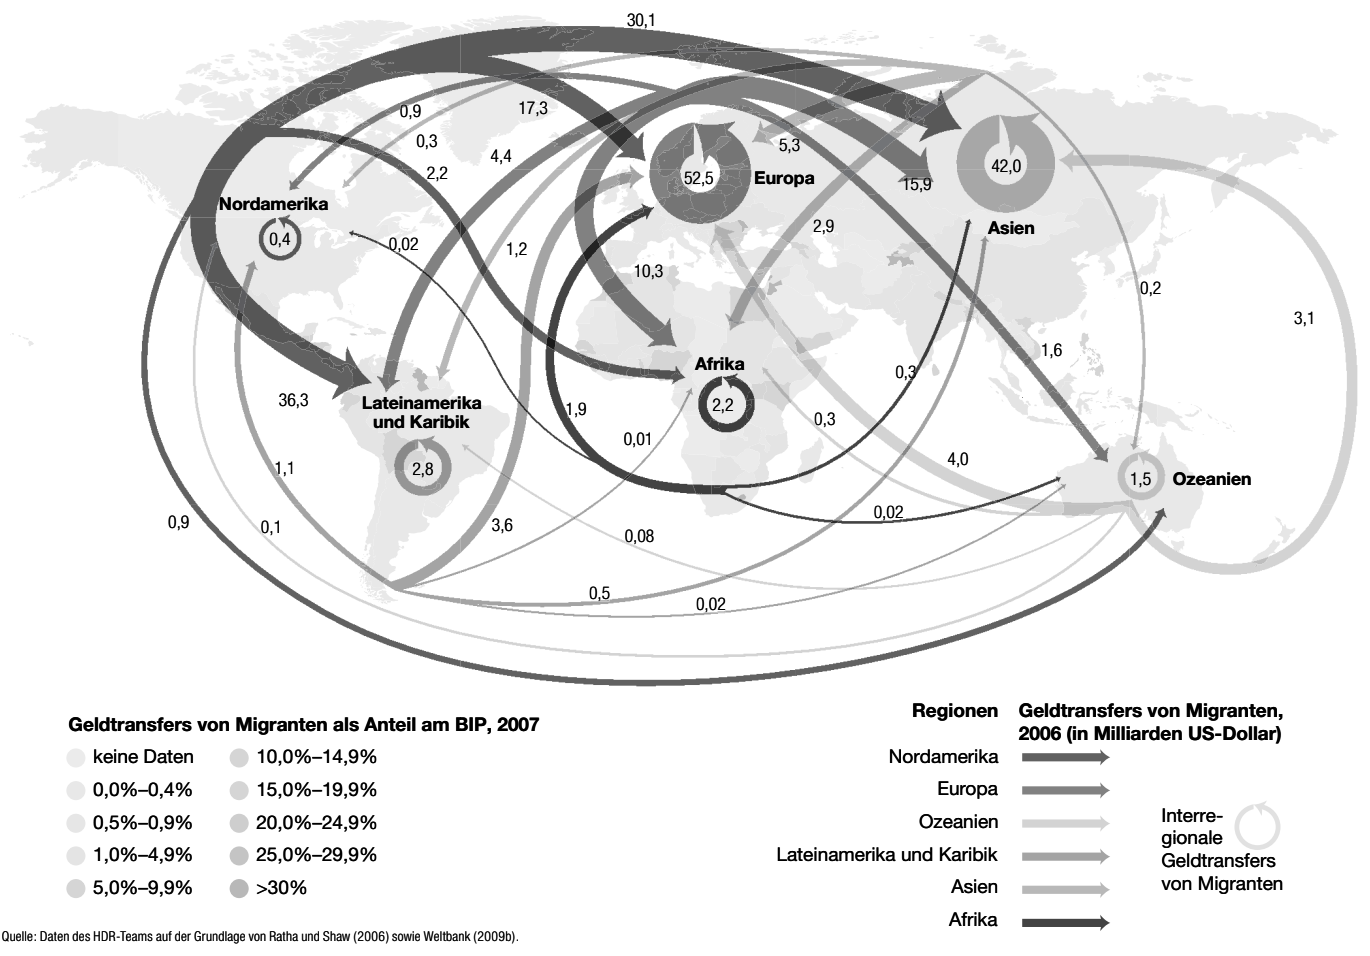 30,1
0,9
17,3
0,3
4,4
2,2
5,3
52,5
Europa
42,0
15,9
Nordamerika
0,4
0,02
1,2
2,9
Asien
10,3
0,2
3,1
1,6
Afrika
0,3
36,3
Lateinamerika
und Karibik
2,2
1,9
0,3
0,01
4,0
2,8
1,1
1,5
Ozeanien
0,9
0,1
3,6
0,02
0,08
0,5
0,02
Geldtransfers von Migranten als Anteil am BIP, 2007
keine Daten
0,0%–0,4%
0,5%–0,9%
1,0%–4,9%
5,0%–9,9%
10,0%–14,9%
15,0%–19,9%
20,0%–24,9%
25,0%–29,9%
>30%
Regionen
Geldtransfers von Migranten,
2006 (in Milliarden US-Dollar)
Nordamerika
Europa
Ozeanien
Lateinamerika und Karibik
Asien
Afrika
Interre-
gionale
Geldtransfers
von Migranten
Quelle: Daten des HDR-Teams auf der Grundlage von Ratha und Shaw (2006) sowie Weltbank (2009b).